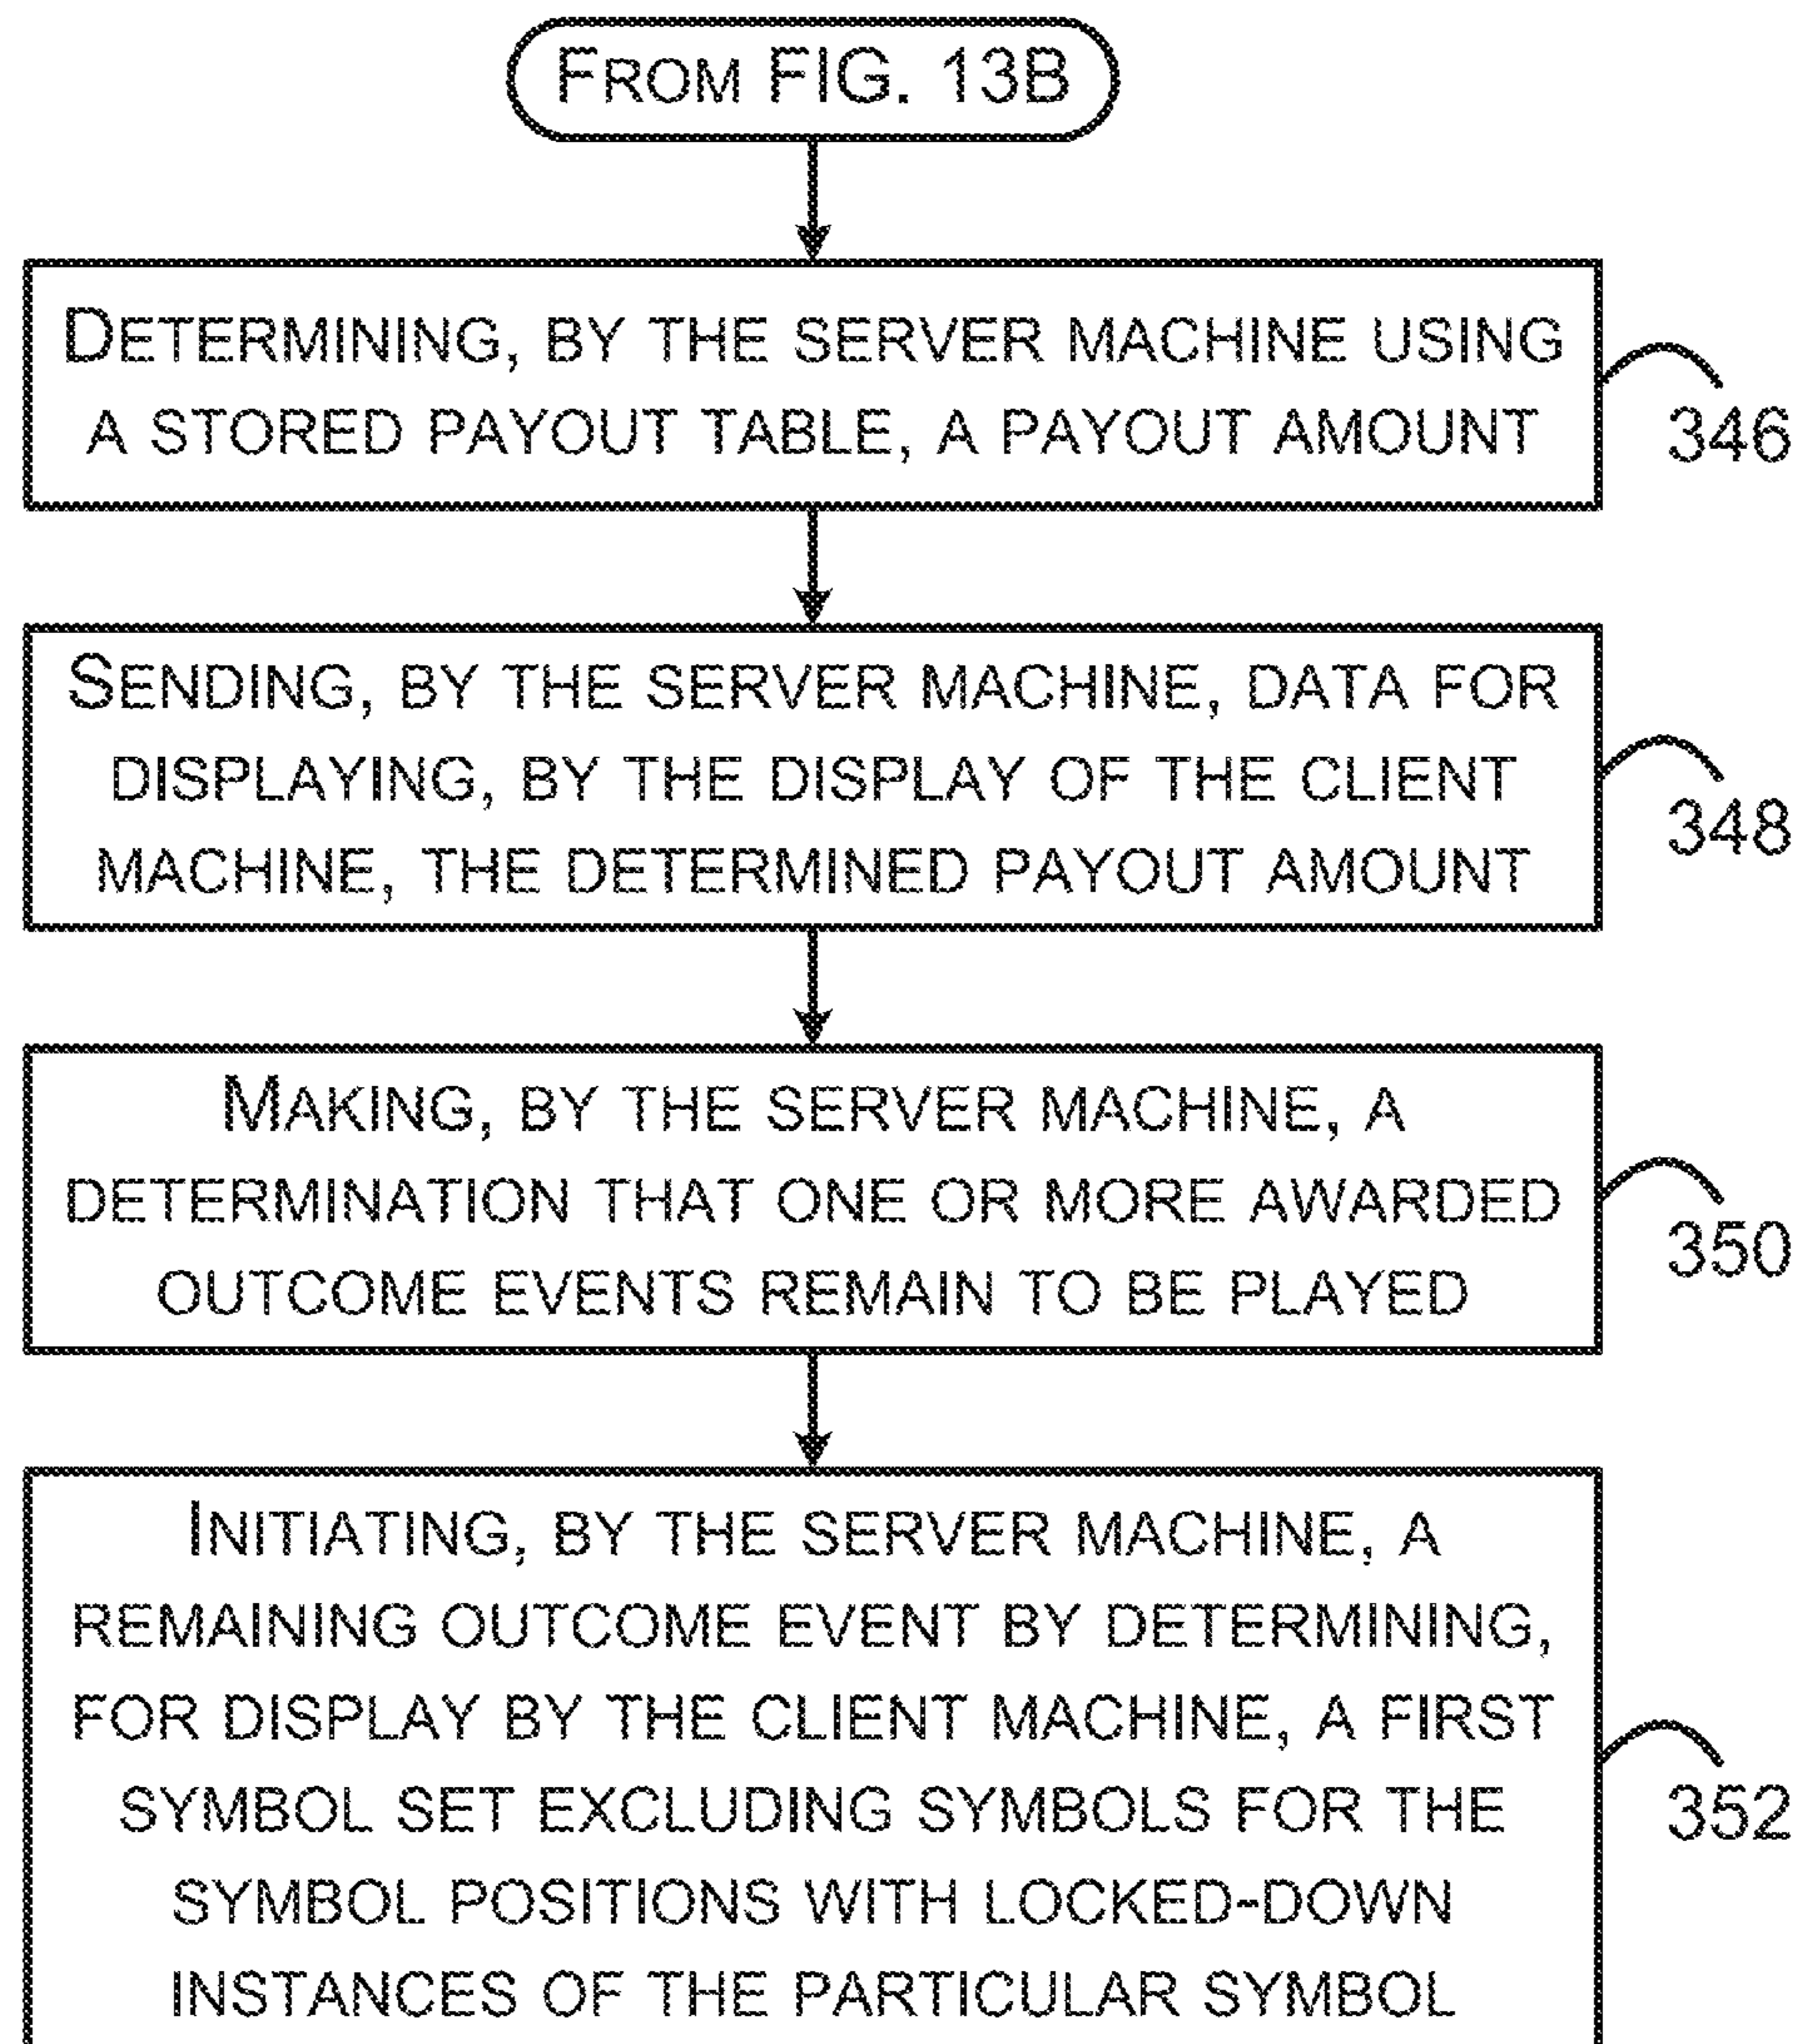 FROM FIG. 13B
DETERMINING, BY THE SERVER MACHINE USING
A STORED PAYOUT TABLE, A PAYOUT AMOUNT
346
SENDING, BY THE SERVER MACHINE, DATA FOR
DISPLAYING, BY THE DISPLAY OF THE CLIENT
MACHINE, THE DETERMINED PAYOUT AMOUNT
348
MAKING, BY THE SERVER MACHINE, A
DETERMINATION THAT ONE OR MORE AWARDED
OUTCOME EVENTS REMAIN TO BE PLAYED
350
INITIATING, BY THE SERVER MACHINE, A
REMAINING OUTCOME EVENT BY DETERMINING,
FOR DISPLAY BY THE CLIENT MACHINE, A FIRST
SYMBOL SET EXCLUDING SYMBOLS FOR THE
SYMBOL POSITIONS WITH LOCKED-DOWN
INSTANCES OF THE PARTICULAR SYMBOL
352